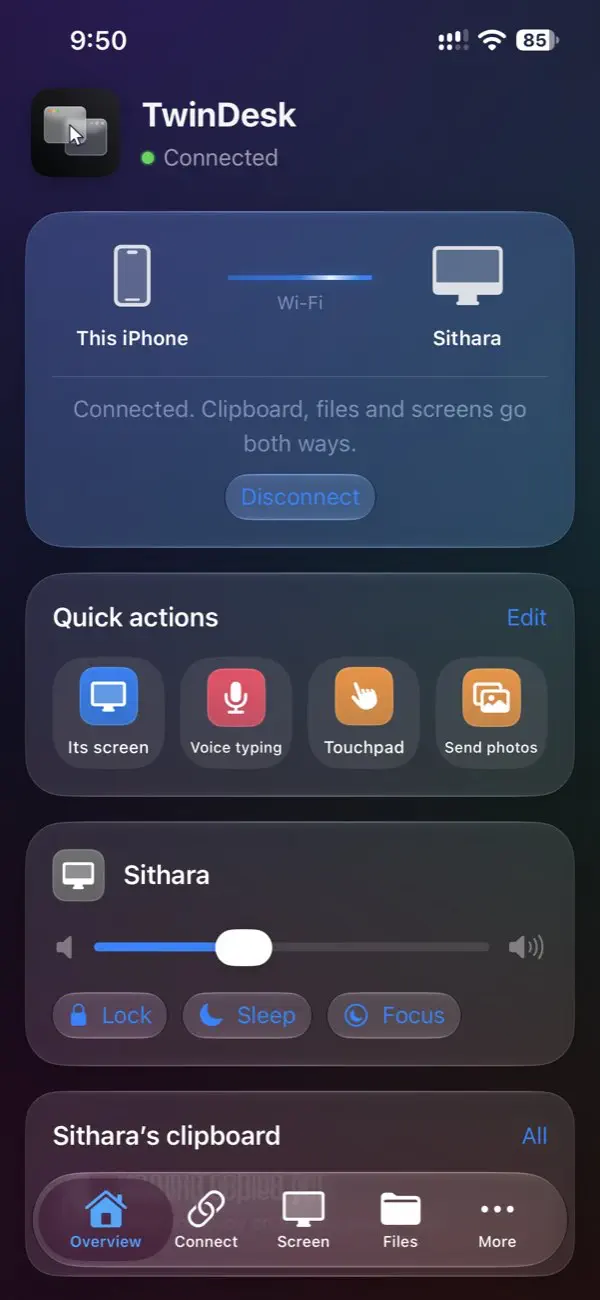 9:50
85
TwinDesk
Connected
Wi-Fi
This iPhone
Sithara
Connected. Clipboard, files and screens go
both ways.
Disconnect
Quick actions
Edit
Its screen
Voice typing
Touchpad
Send photos
Sithara
Lock
Sleep
Focus
Sithara’s clipboard
All
Overview
Connect
Screen
Files
More